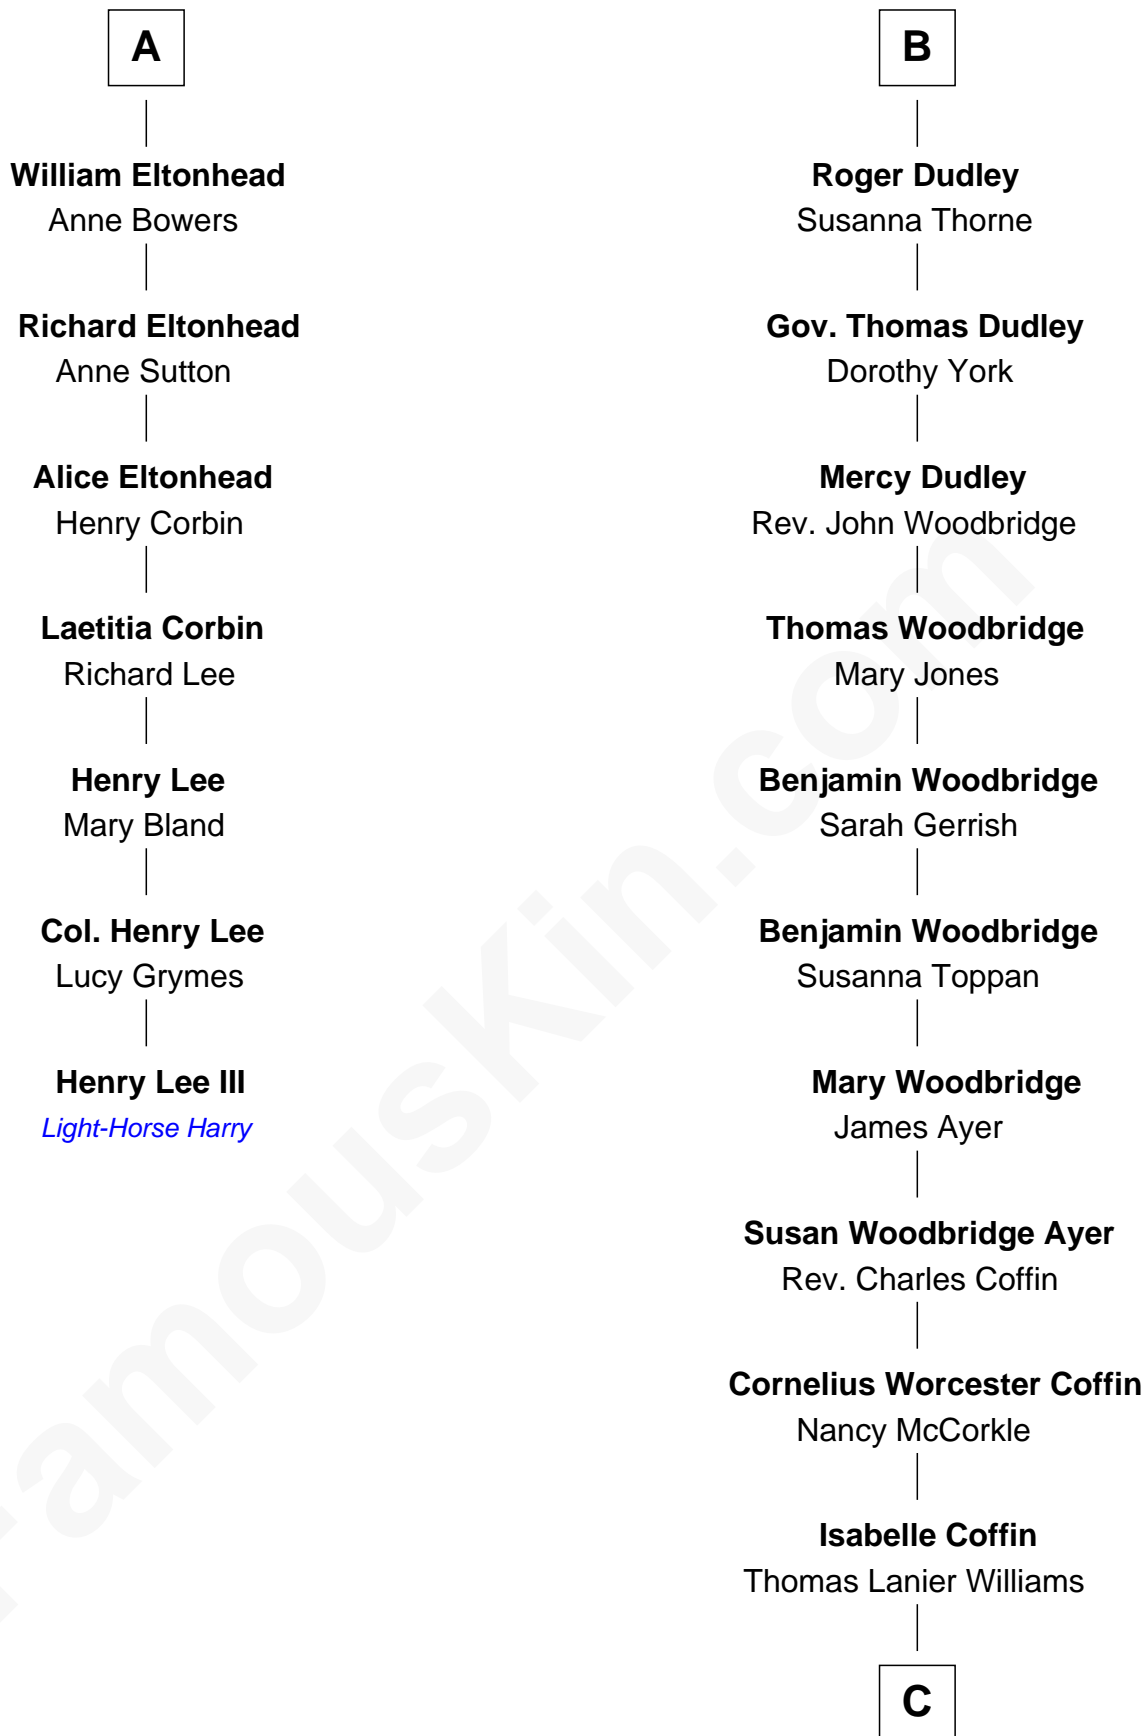 A
William Eltonhead
Anne Bowers
Richard Eltonhead
Anne Sutton
Alice Eltonhead
Henry Corbin
Laetitia Corbin
Richard Lee
Henry Lee
Mary Bland
Col. Henry Lee
Lucy Grymes
Henry Lee III
Light-Horse Harry
B
Roger Dudley
Susanna Thorne
Gov. Thomas Dudley
Dorothy York
Mercy Dudley
Rev. John Woodbridge
Thomas Woodbridge
Mary Jones
Benjamin Woodbridge
Sarah Gerrish
Benjamin Woodbridge
Susanna Toppan
Mary Woodbridge
James Ayer
Susan Woodbridge Ayer
Rev. Charles Coffin
Cornelius Worcester Coffin
Nancy McCorkle
Isabelle Coffin
Thomas Lanier Williams
C
FamousKin.com